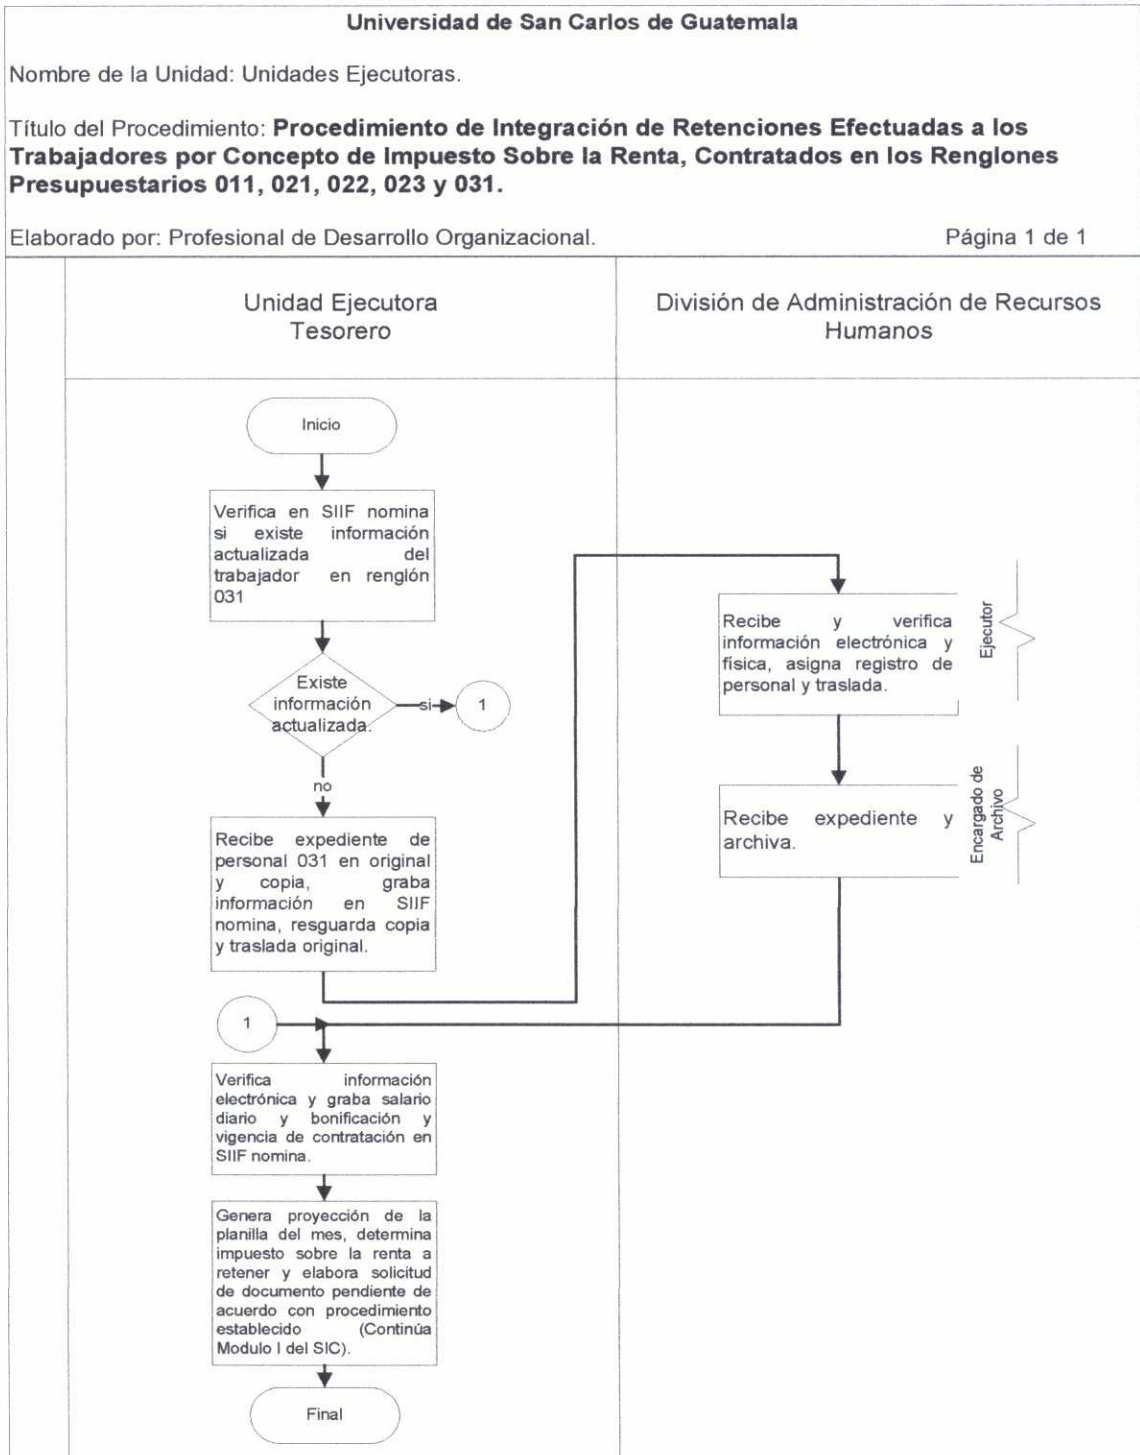 Universidad de San Carlos de Guatemala
Nombre de la Unidad: Unidades Ejecutoras.
Título del Procedimiento: Procedimiento de Integración de Retenciones Efectuadas a los
Trabajadores por Concepto de Impuesto Sobre la Renta, Contratados en los Renglones
Presupuestarios 011, 021, 022, 023 y 031.
Elaborado por: Profesional de Desarrollo Organizacional. Página 1 de 1
Unidad Ejecutora
Tesorero
División de Administración de Recursos
Humanos
Inicio
Verifica en SIIF nomina
si existe información
actualizada del
trabajador en renglón
031
Existe
información
actualizada.
si
1
no
Recibe expediente de
personal 031 en original
y copia, graba
información en SIIF
nomina, resguarda copia
y traslada original.
Recibe y verifica
información electrónica y
física, asigna registro de
personal y traslada.
Ejecutor
Recibe expediente y
archiva.
Encargado de
Archivo
1
Verifica información
electrónica y graba salario
diario y bonificación y
vigencia de contratación en
SIIF nomina.
Genera proyección de la
planilla del mes, determina
impuesto sobre la renta a
retener y elabora solicitud
de documento pendiente de
acuerdo con procedimiento
establecido (Continúa
Modulo I del SIC).
Final